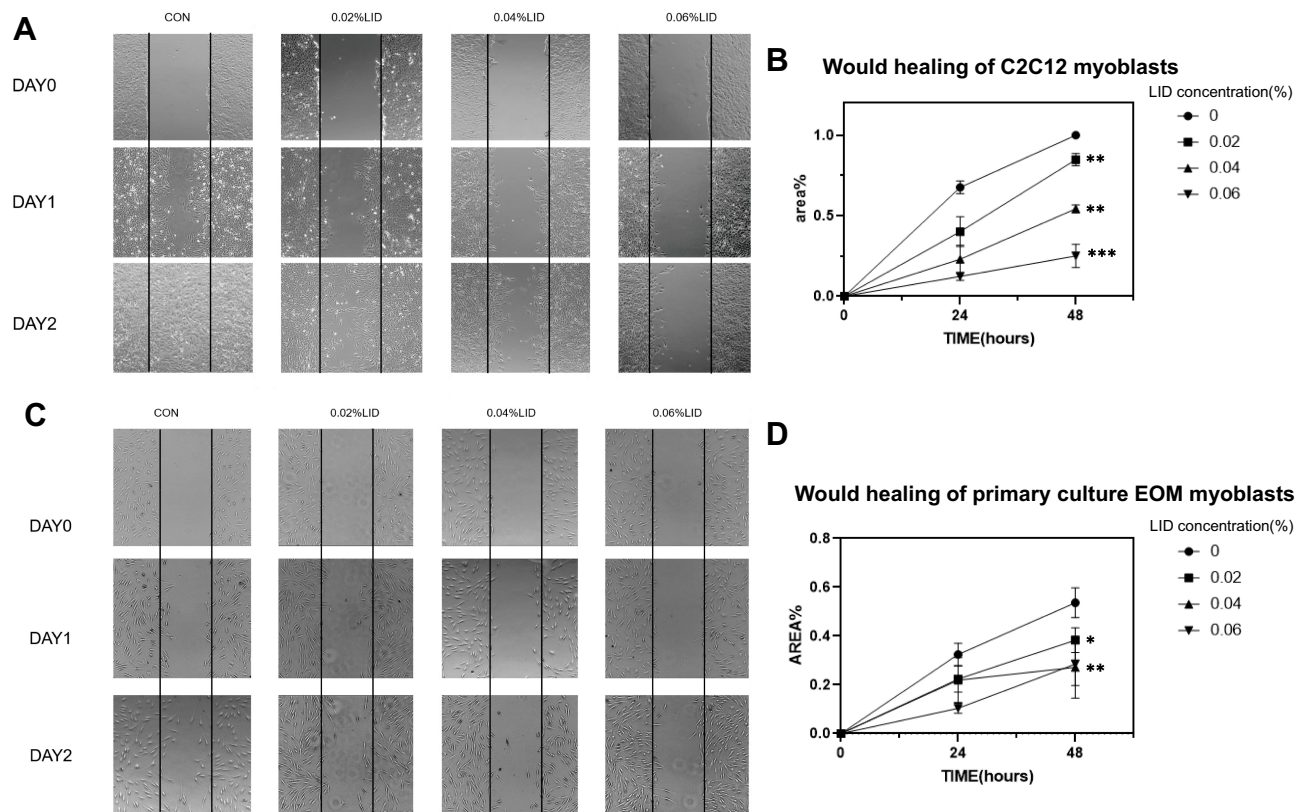 A
CON 0.02%LID 0.04%LID 0.06%LID
DAY0
DAY1
DAY2
B
Would healing of C2C12 myoblasts
LID concentration(%)
0
0.02
0.04
0.06
area%
1.0
0.5
0.0
**
**
***
0 24 48
TIME(hours)
C
CON 0.02%LID 0.04%LID 0.06%LID
DAY0
DAY1
DAY2
D
Would healing of primary culture EOM myoblasts
LID concentration(%)
0
0.02
0.04
0.06
AREA%
0.8
0.6
0.4
0.2
0.0
*
**
0 24 48
TIME(hours)